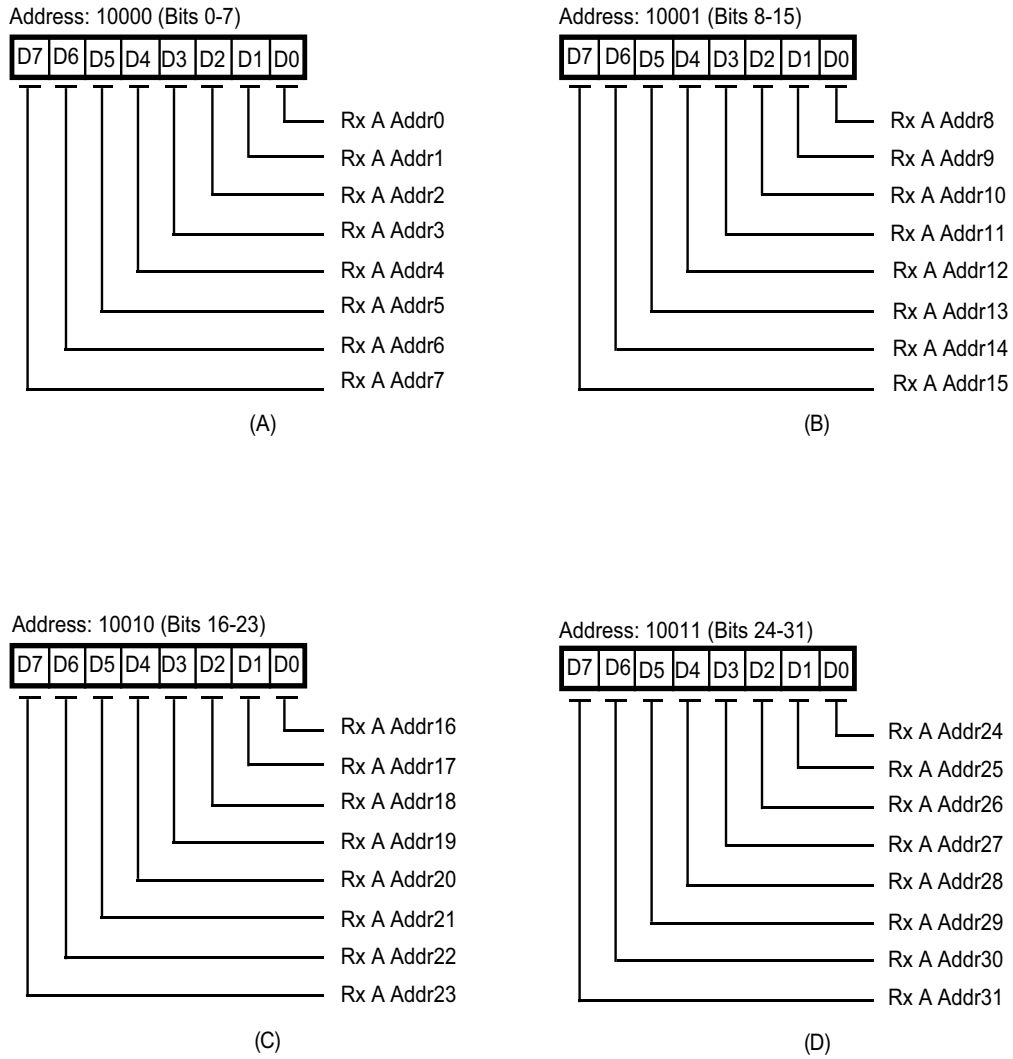 Address: 10000 (Bits 0-7)
D7 D6 D5 D4 D3 D2 D1 D0
Rx A Addr0
Rx A Addr1
Rx A Addr2
Rx A Addr3
Rx A Addr4
Rx A Addr5
Rx A Addr6
Rx A Addr7
(A)
Address: 10001 (Bits 8-15)
D7 D6 D5 D4 D3 D2 D1 D0
Rx A Addr8
Rx A Addr9
Rx A Addr10
Rx A Addr11
Rx A Addr12
Rx A Addr13
Rx A Addr14
Rx A Addr15
(B)
Address: 10010 (Bits 16-23)
D7 D6 D5 D4 D3 D2 D1 D0
Rx A Addr16
Rx A Addr17
Rx A Addr18
Rx A Addr19
Rx A Addr20
Rx A Addr21
Rx A Addr22
Rx A Addr23
(C)
Address: 10011 (Bits 24-31)
D7 D6 D5 D4 D3 D2 D1 D0
Rx A Addr24
Rx A Addr25
Rx A Addr26
Rx A Addr27
Rx A Addr28
Rx A Addr29
Rx A Addr30
Rx A Addr31
(D)